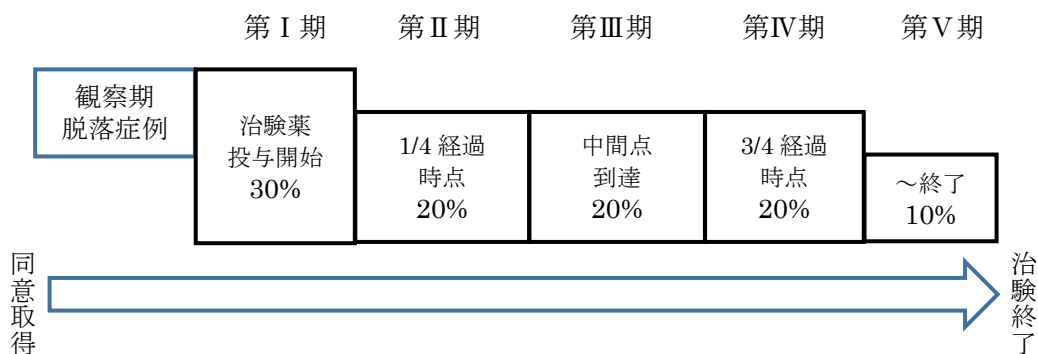 第Ⅰ期 第Ⅱ期 第Ⅲ期 第Ⅳ期 第Ⅴ期
観察期
脱落症例
治験薬
投与開始
30%
1/4 経過
時点
20%
中間点
到達
20%
3/4 経過
時点
20%
～終了
10%
同意取得
治験終了